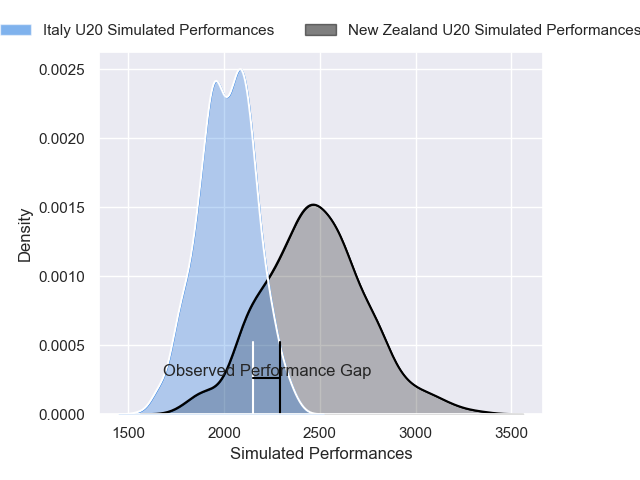 Italy U20 Simulated Performances
New Zealand U20 Simulated Performances
0.0025
0.0020
0.0015
0.0010
0.0005
0.0000
Density
Observed Performance Gap
1500 2000 2500 3000 3500
Simulated Performances